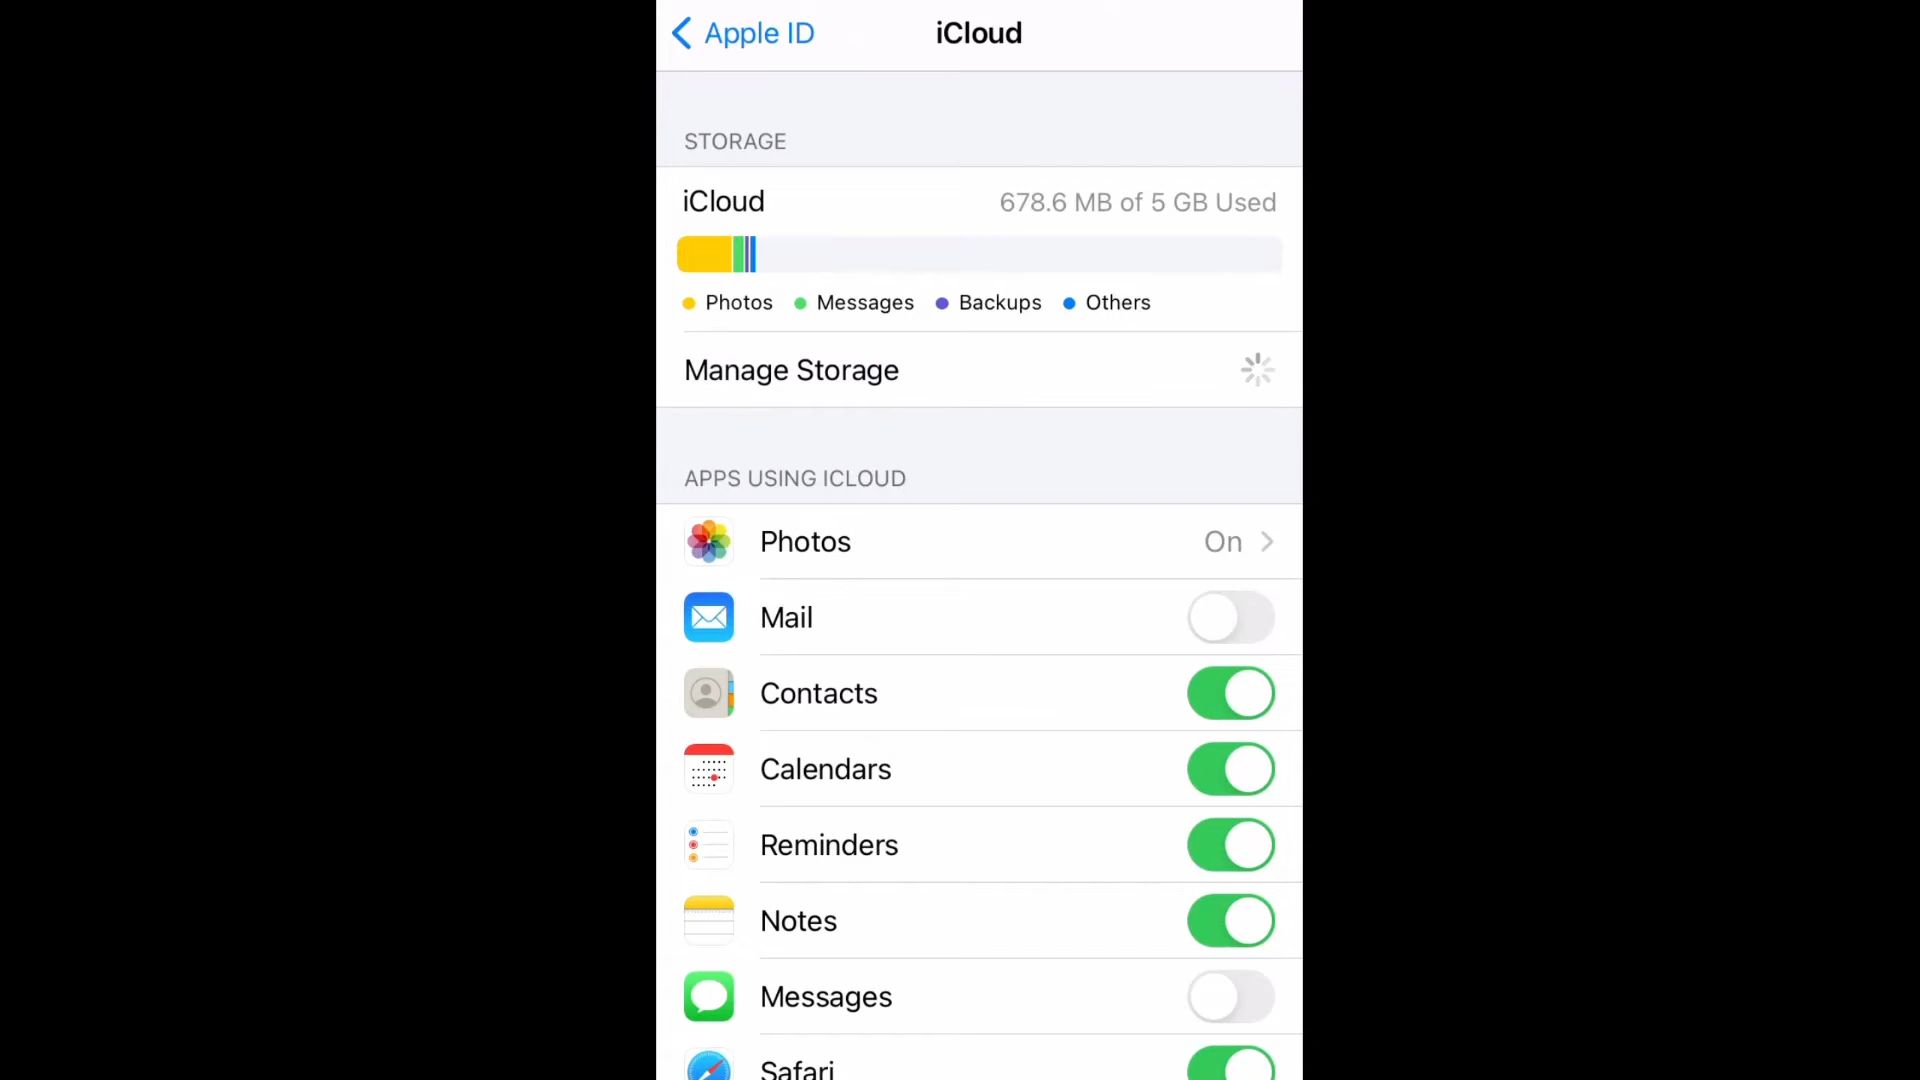 Apple ID
iCloud
STORAGE
iCloud
678.6 MB of 5 GB Used
Photos
Messages
Backups
Others
Manage Storage
APPS USING ICLOUD
Photos
On
Mail
Contacts
Calendars
Reminders
Notes
Messages
Safari